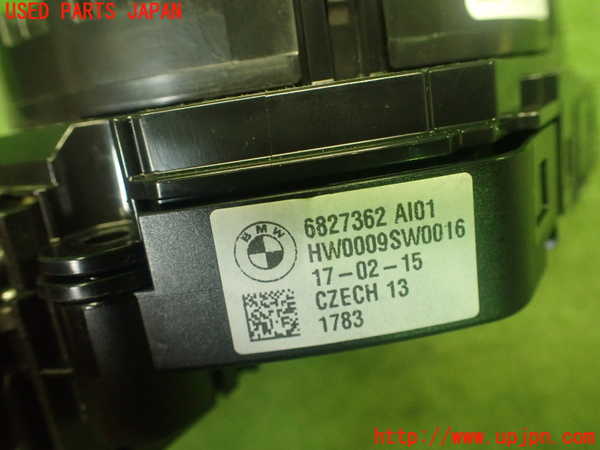 USED PARTS JAPAN
BMW
6827362 AI01
HW0009SW0016
17-02-15
CZECH 13
1783
http://www.upjpn.com/